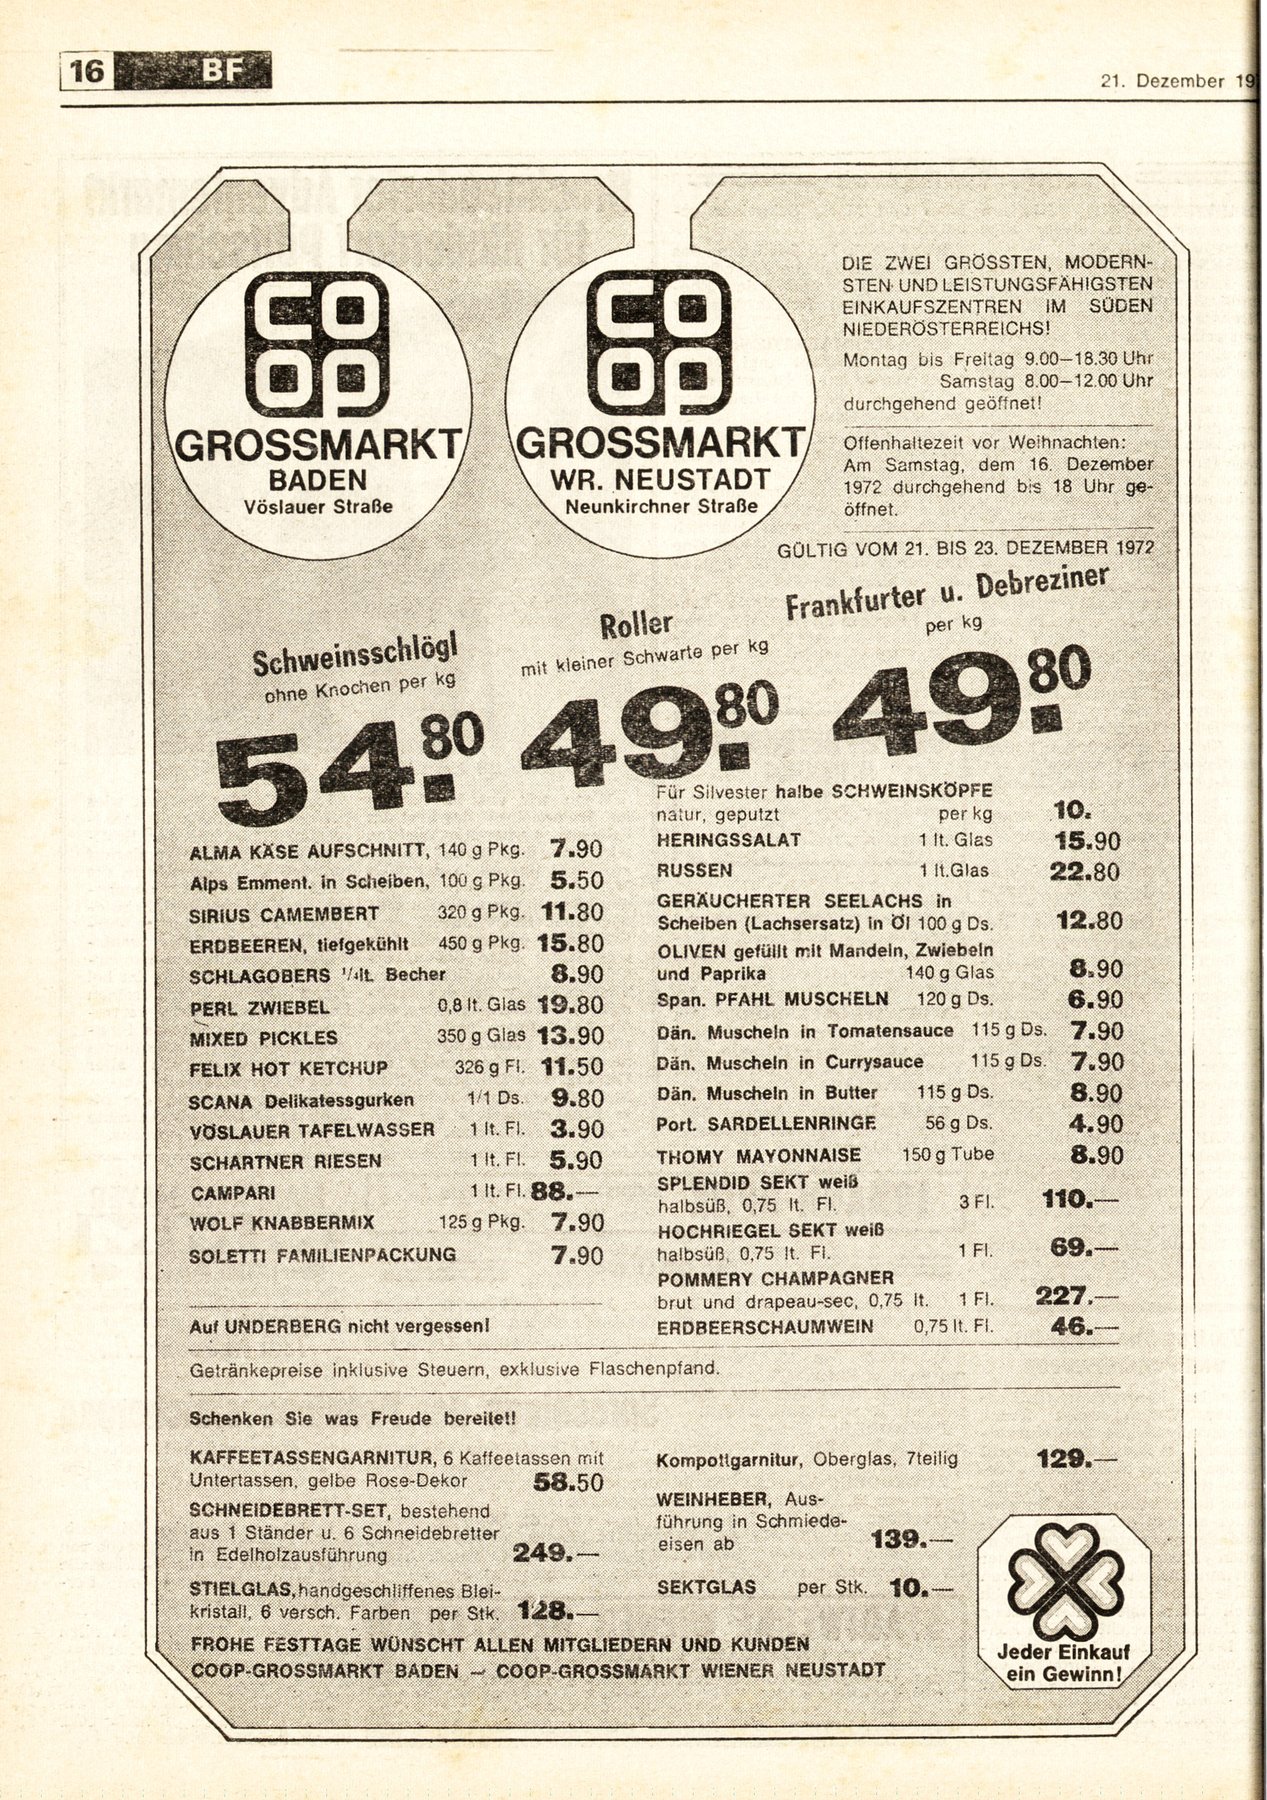 16 BF
21. Dezember 19
CO
OP
GROSSMARKT
BADEN
Vöslauer Straße
CO
OP
GROSSMARKT
WR. NEUSTADT
Neunkirchner Straße
DIE ZWEI GRÖSSTEN, MODERN-
STEN UND LEISTUNGSFÄHIGSTEN
EINKAUFSZENTREN IM SÜDEN
NIEDERÖSTERREICHS!
Montag bis Freitag 9.00—18.30 Uhr
Samstag 8.00—12.00 Uhr
durchgehend geöffnet!
Offenhaltezeit vor Weihnachten:
Am Samstag, dem 16. Dezember
1972 durchgehend bis 18 Uhr ge-
öffnet.
GÜLTIG VOM 21. BIS 23. DEZEMBER 1972
Schweinsschlögl
ohne Knochen per kg
54.80
Roller
mit kleiner Schwarte per kg
49.80
Frankfurter u. Debreziner
per kg
49.80
ALMA KÄSE AUFSCHNITT, 140 g Pkg. 7.90
Alps Emment. in Scheiben, 100 g Pkg. 5.50
SIRIUS CAMEMBERT 320 g Pkg. 11.80
ERDBEEREN, tiefgekühlt 450 g Pkg. 15.80
SCHLAGOBERS ¼lt. Becher 8.90
PERL ZWIEBEL 0,8 lt. Glas 19.80
MIXED PICKLES 350 g Glas 13.90
FELIX HOT KETCHUP 326 g Fl. 11.50
SCANA Delikatessgurken 1/1 Ds. 9.80
VÖSLAUER TAFELWASSER 1 lt. Fl. 3.90
SCHARTNER RIESEN 1 lt. Fl. 5.90
CAMPARI 1 lt. Fl. 88.—
WOLF KNABBERMIX 125 g Pkg. 7.90
SOLETTI FAMILIENPACKUNG 7.90
Auf UNDERBERG nicht vergessen!
Für Silvester halbe SCHWEINSKÖPFE
natur, geputzt per kg 10.
HERINGSSALAT 1 lt. Glas 15.90
RUSSEN 1 lt. Glas 22.80
GERÄUCHERTER SEELACHS in
Scheiben (Lachsersatz) in Öl 100 g Ds. 12.80
OLIVEN gefüllt mit Mandeln, Zwiebeln
und Paprika 140 g Glas 8.90
Span. PFAHL MUSCHELN 120 g Ds. 6.90
Dän. Muscheln in Tomatensauce 115 g Ds. 7.90
Dän. Muscheln in Currysauce 115 g Ds. 7.90
Dän. Muscheln in Butter 115 g Ds. 8.90
Port. SARDELLENRINGE 56 g Ds. 4.90
THOMY MAYONNAISE 150 g Tube 8.90
SPLENDID SEKT weiß
halbsüß, 0,75 lt. Fl. 3 Fl. 110.—
HOCHRIEGEL SEKT weiß
halbsüß, 0,75 lt. Fl. 1 Fl. 69.—
POMMERY CHAMPAGNER
brut und drapeau-sec, 0,75 lt. 1 Fl. 227.—
ERDBEERSCHAUMWEIN 0,75 lt. Fl. 46.—
Getränkepreise inklusive Steuern, exklusive Flaschenpfand.
Schenken Sie was Freude bereitet!
KAFFEETASSENGARNITUR, 6 Kaffeetassen mit
Untertassen, gelbe Rose-Dekor 58.50
SCHNEIDEBRETT-SET, bestehend
aus 1 Ständer u. 6 Schneidebretter
in Edelholzausführung 249.—
STIELGLAS, handgeschliffenes Blei-
kristall, 6 versch. Farben per Stk. 128.—
Kompottgarnitur, Oberglas, 7teilig 129.—
WEINHEBER, Aus-
führung in Schmiede-
eisen ab 139.—
SEKTGLAS per Stk. 10.—
FROHE FESTTAGE WÜNSCHT ALLEN MITGLIEDERN UND KUNDEN
COOP-GROSSMARKT BADEN — COOP-GROSSMARKT WIENER NEUSTADT
Jeder Einkauf
ein Gewinn!